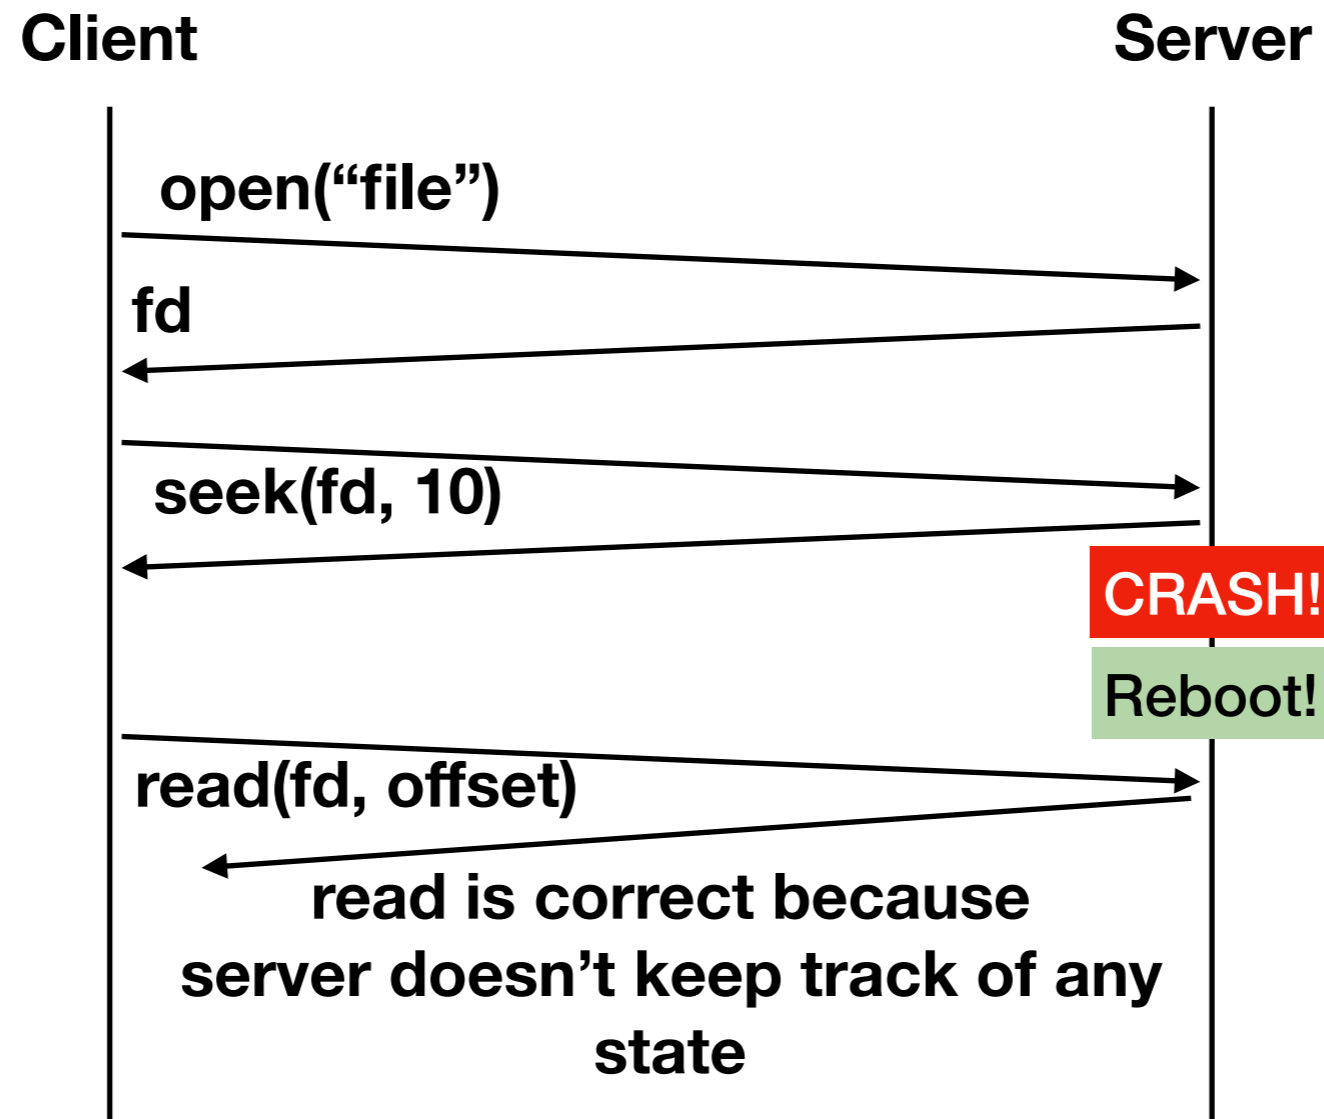 Client
Server
open(“file”)
fd
seek(fd, 10)
CRASH!
Reboot!
read(fd, offset)
read is correct because
server doesn’t keep track of any
state